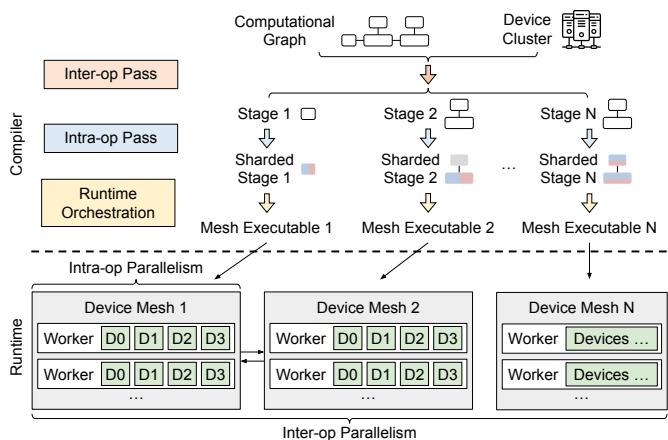 Computational
Graph
Device
Cluster
Compiler
Inter-op Pass
Stage 1
Stage 2
Stage N
Intra-op Pass
Sharded
Stage 1
Sharded
Stage 2
...
Sharded
Stage N
Runtime
Orchestration
Mesh Executable 1
Mesh Executable 2
Mesh Executable N
Intra-op Parallelism
Runtime
Device Mesh 1
Worker D0 D1 D2 D3
Worker D0 D1 D2 D3
...
Device Mesh 2
Worker D0 D1 D2 D3
Worker D0 D1 D2 D3
...
Device Mesh N
Worker Devices ...
Worker Devices ...
...
Inter-op Parallelism